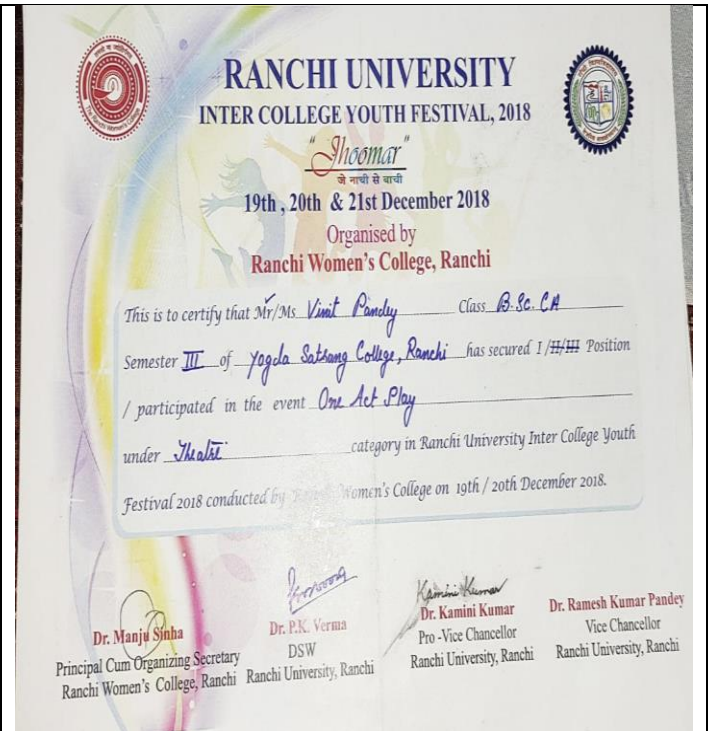 RANCHI UNIVERSITY
INTER COLLEGE YOUTH FESTIVAL, 2018
"Jhoomar"
जे नाची से बाची
19th, 20th & 21st December 2018
Organised by
Ranchi Women's College, Ranchi
This is to certify that Mr/Ms Vinit Pandey Class B.Sc. CA
Semester III of Yogda Satsang College, Ranchi has secured I /II/III Position
/ participated in the event One Act Play
under Theatre category in Ranchi University Inter College Youth
Festival 2018 conducted by Women's College on 19th / 20th December 2018.
Kamini Kumar
Dr. Manju Sinha
Principal Cum Organizing Secretary
Ranchi Women's College, Ranchi
Dr. P.K. Verma
DSW
Ranchi University, Ranchi
Dr. Kamini Kumar
Pro -Vice Chancellor
Ranchi University, Ranchi
Dr. Ramesh Kumar Pandey
Vice Chancellor
Ranchi University, Ranchi